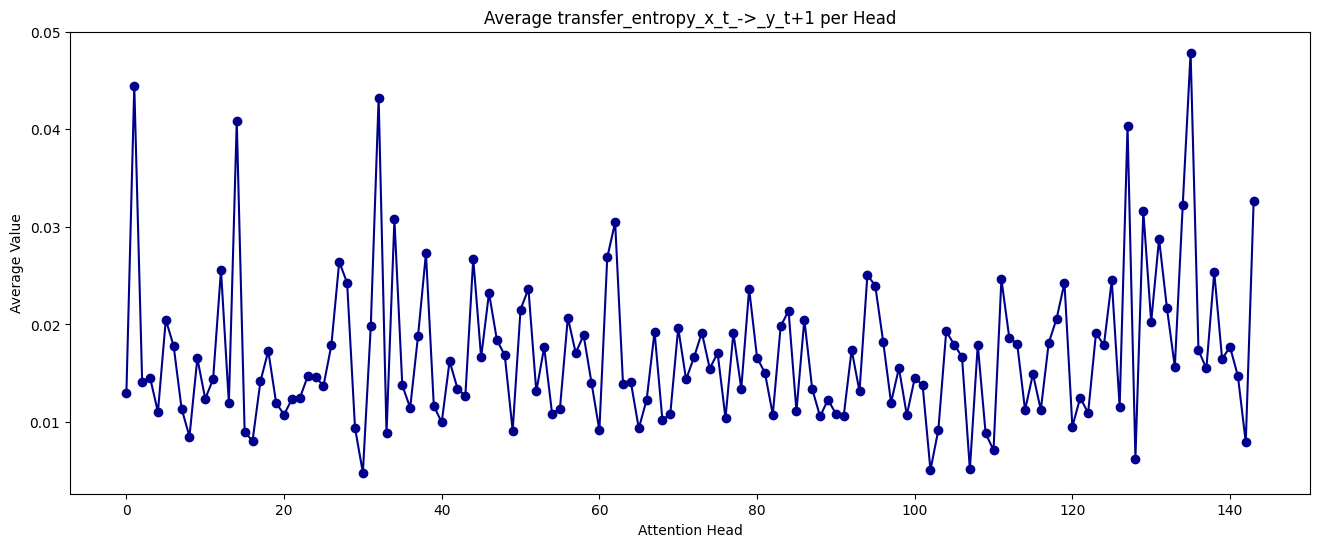 Average transfer_entropy_x_t_->_y_t+1 per Head
Average Value
0.05
0.04
0.03
0.02
0.01
0 20 40 60 80 100 120 140
Attention Head